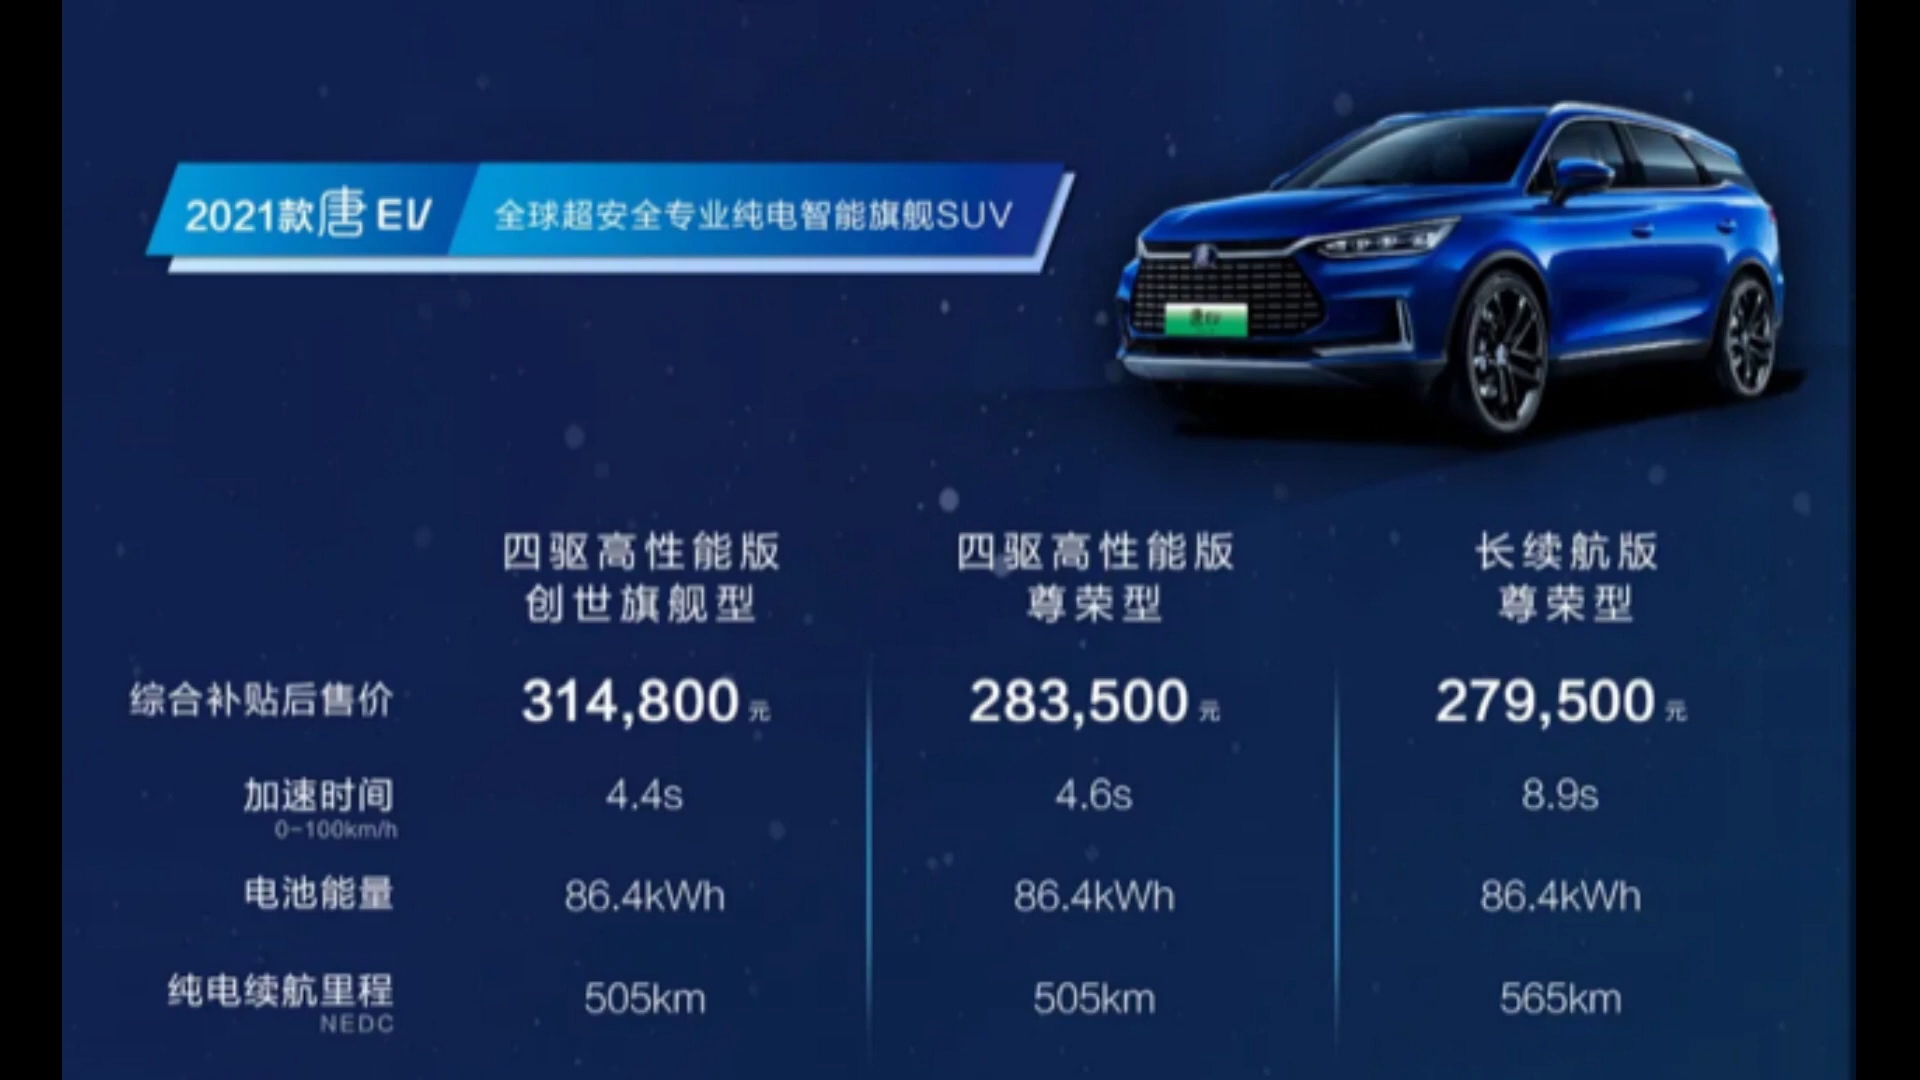 2021款唐EV 全球超安全专业纯电智能旗舰SUV
唐EV
四驱高性能版 四驱高性能版 长续航版
创世旗舰型 尊荣型 尊荣型
综合补贴后售价 314,800元 283,500元 279,500元
加速时间 4.4s 4.6s 8.9s
0-100km/h
电池能量 86.4kWh 86.4kWh 86.4kWh
纯电续航里程 505km 505km 565km
NEDC